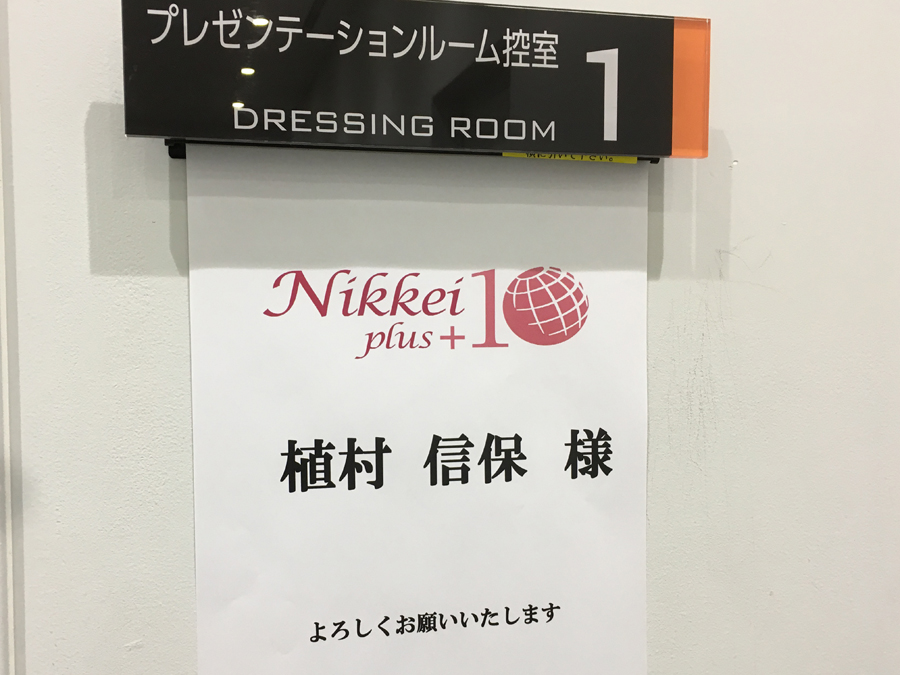 プレゼンテーションルーム控室 1
DRESSING ROOM
Nikkei
plus+10
植村 信保 様
よろしくお願いいたします